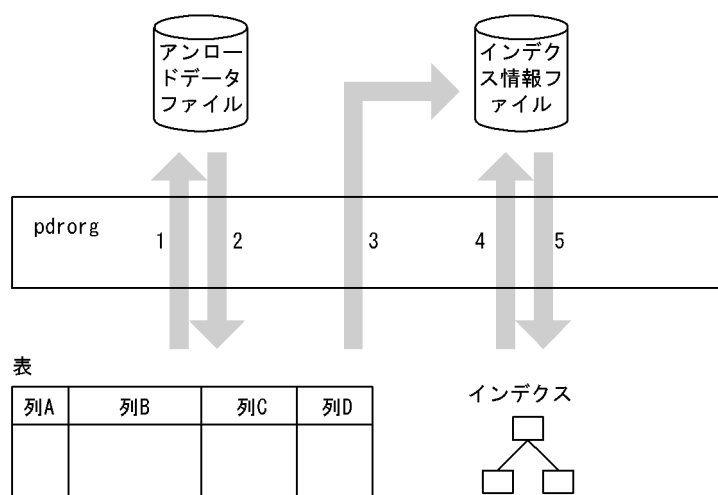 アンロー
ドデータ
ファイル
インデク
ス情報フ
ァイル
pdrorg
1
2
3
4
5
表
列A
列B
列C
列D
インデクス